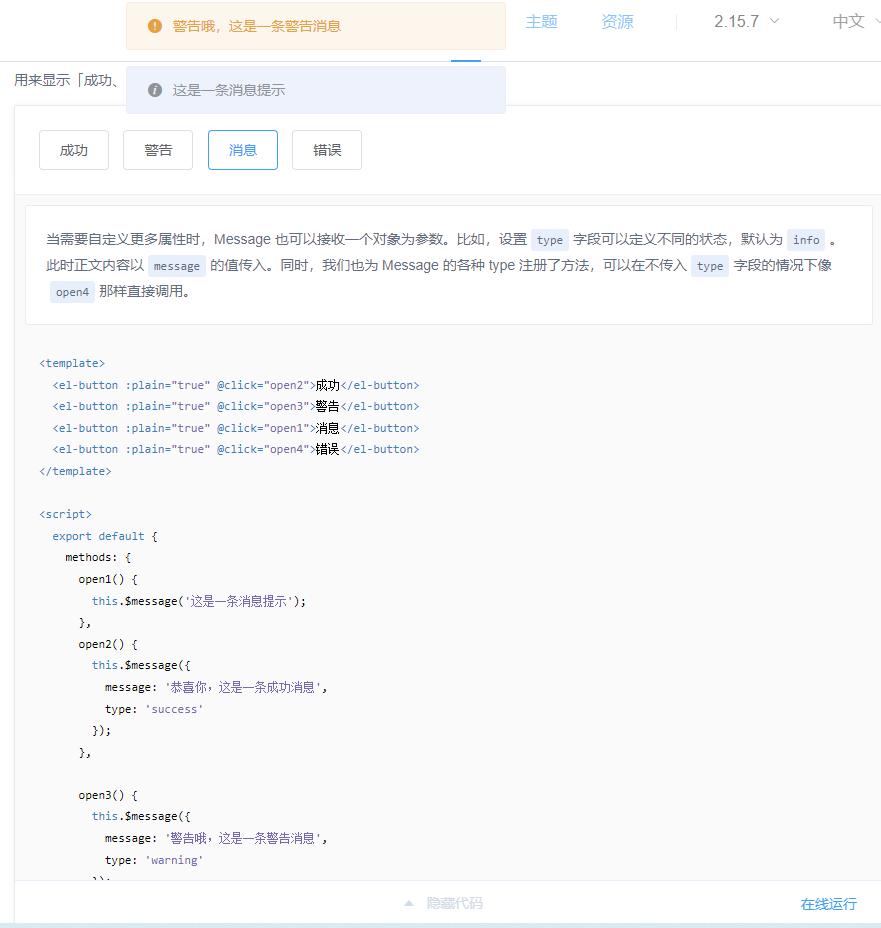 警告哦，这是一条警告消息
主题 资源 2.15.7 中文
用来显示「成功、
这是一条消息提示
成功 警告 消息 错误
当需要自定义更多属性时，Message 也可以接收一个对象为参数。比如，设置 type 字段可以定义不同的状态，默认为 info 。
此时正文内容以 message 的值传入。同时，我们也为 Message 的各种 type 注册了方法，可以在不传入 type 字段的情况下像
open4 那样直接调用。
<template>
  <el-button :plain="true" @click="open2">成功</el-button>
  <el-button :plain="true" @click="open3">警告</el-button>
  <el-button :plain="true" @click="open1">消息</el-button>
  <el-button :plain="true" @click="open4">错误</el-button>
</template>
<script>
  export default {
    methods: {
      open1() {
        this.$message('这是一条消息提示');
      },
      open2() {
        this.$message({
          message: '恭喜你，这是一条成功消息',
          type: 'success'
        });
      },
      open3() {
        this.$message({
          message: '警告哦，这是一条警告消息',
          type: 'warning'
        });
隐藏代码 在线运行